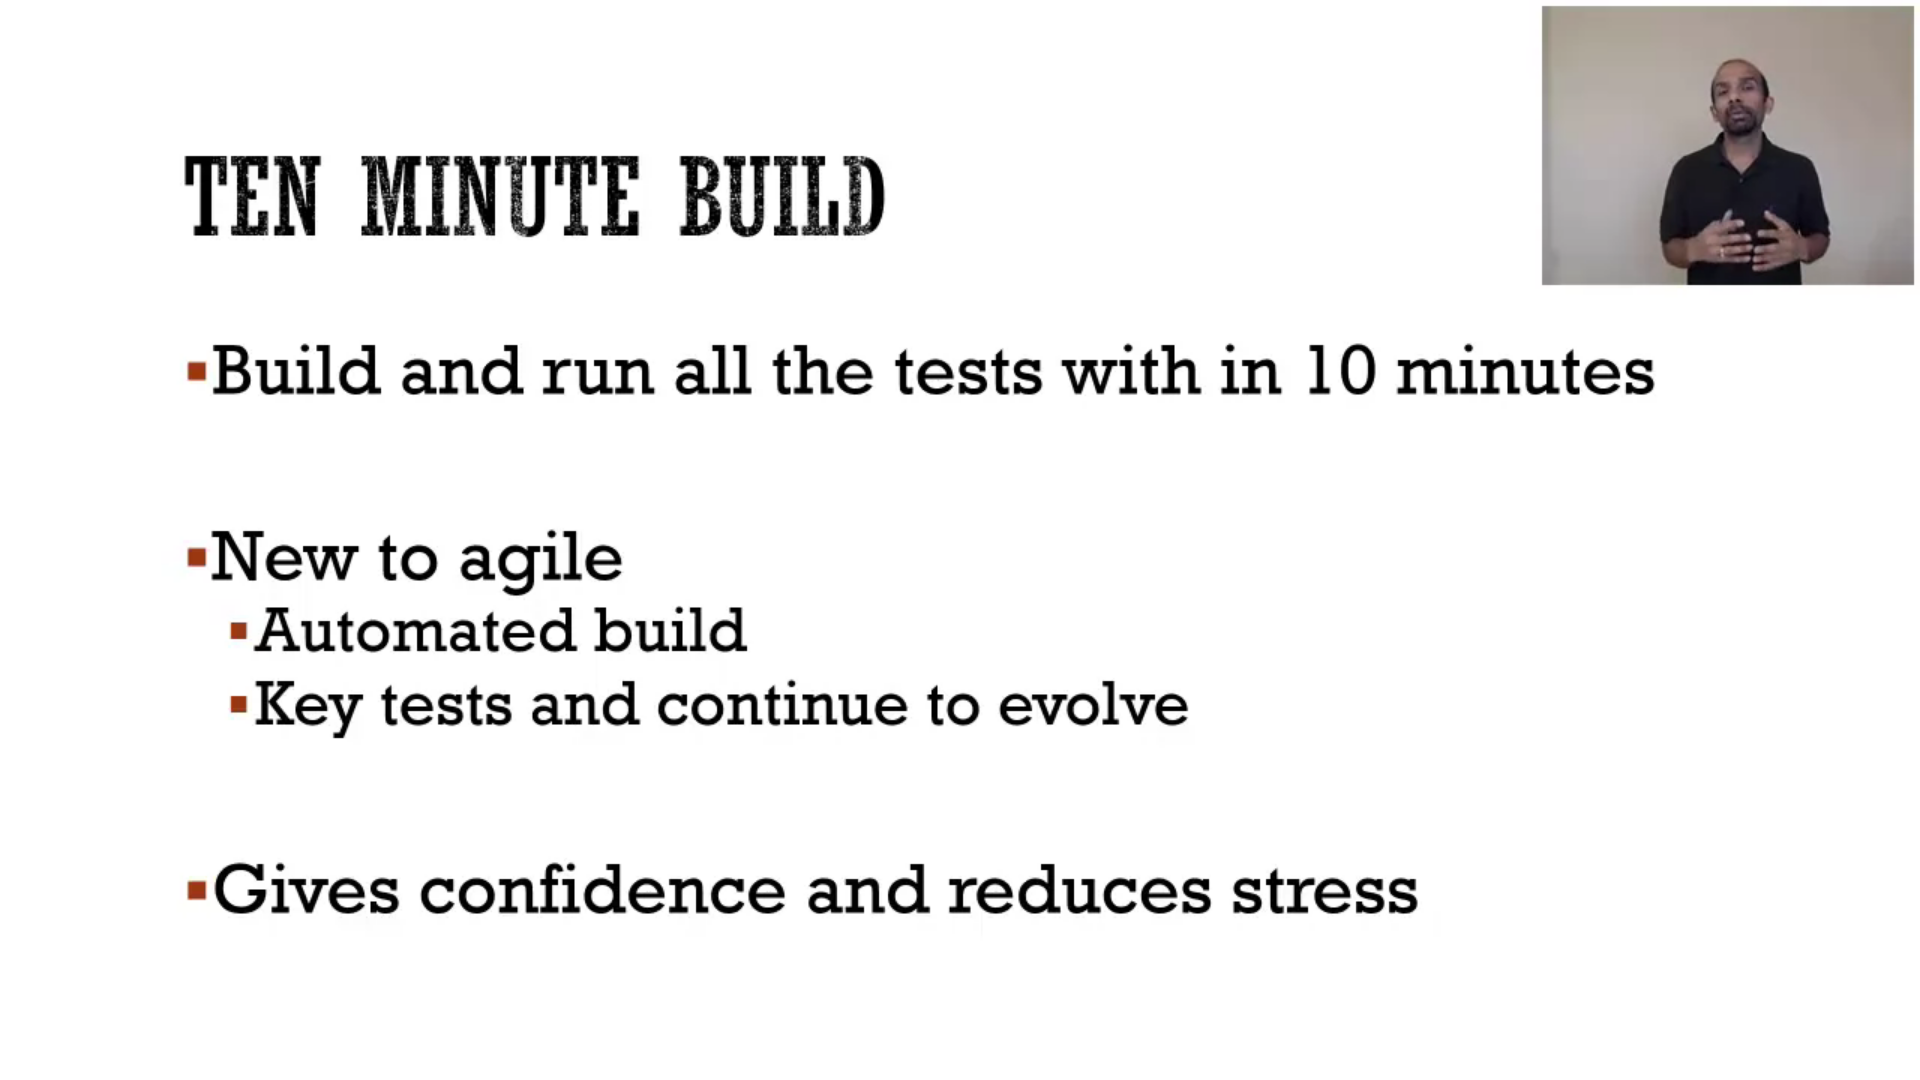 TEN MINUTE BUILD
▪Build and run all the tests with in 10 minutes
▪New to agile
▪Automated build
▪Key tests and continue to evolve
▪Gives confidence and reduces stress